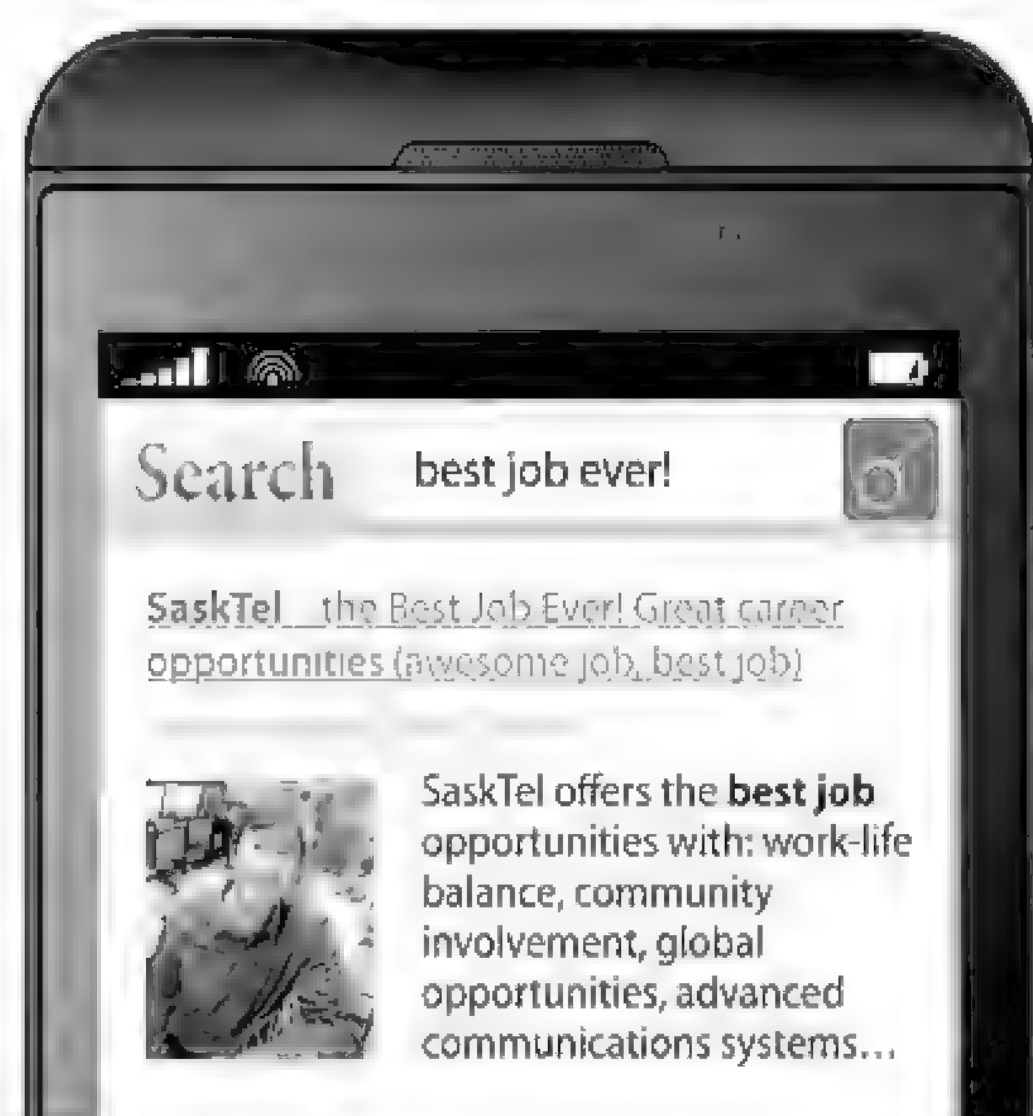 Search best job ever!
SaskTel the Best Job Ever! Great career
opportunities (awesome job, best job)
SaskTel offers the best job
opportunities with: work-life
balance, community
involvement, global
opportunities, advanced
communications systems...